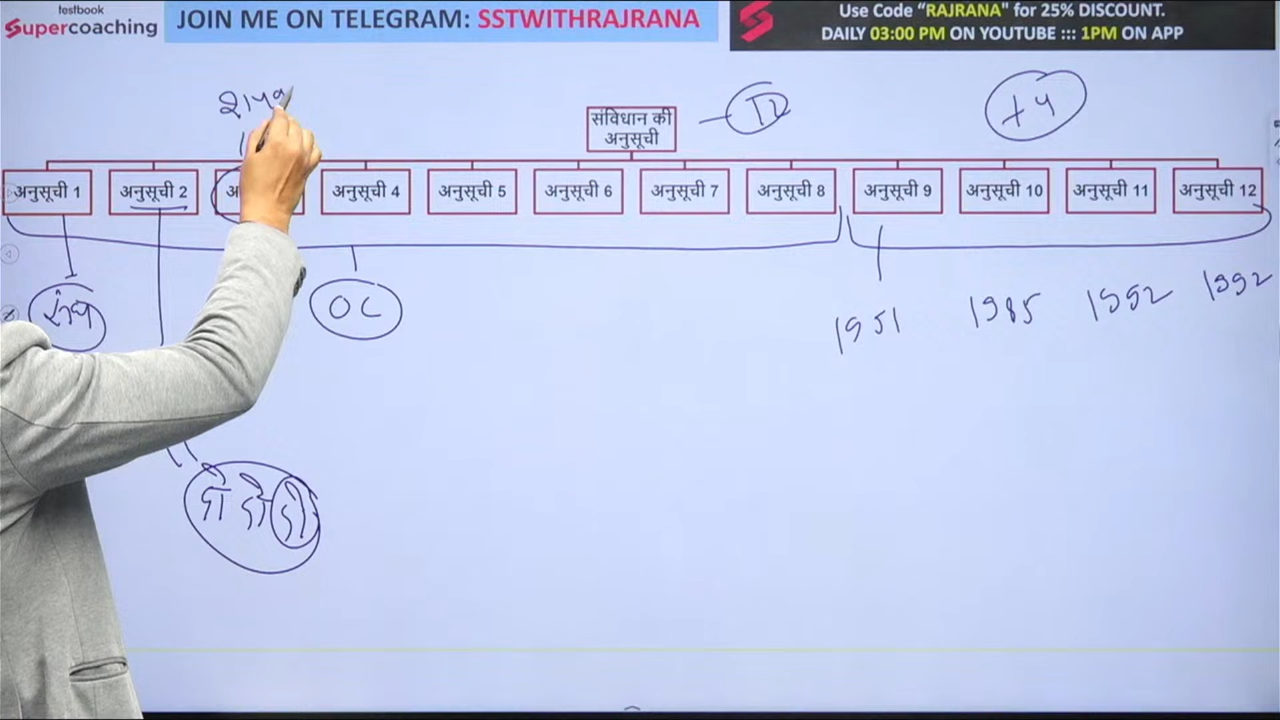 testbook
Supercoaching
JOIN ME ON TELEGRAM: SSTWITHRAJRANA
Use Code “RAJRANA" for 25% DISCOUNT.
DAILY 03:00 PM ON YOUTUBE ::: 1PM ON APP
शपथ
संविधान की
अनुसूची
12
+4
अनुसूची 1
अनुसूची 2
अनुसूची 4
अनुसूची 5
अनुसूची 6
अनुसूची 7
अनुसूची 8
अनुसूची 9
अनुसूची 10
अनुसूची 11
अनुसूची 12
संघ
OC
1951
1985
1992
1992